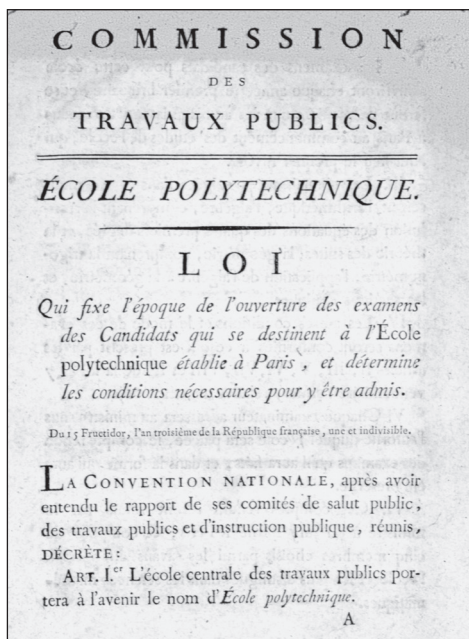 COMMISSION
DES
TRAVAUX PUBLICS.
ÉCOLE POLYTECHNIQUE.
LOI
Qui fixe l'époque de l'ouverture des examens
des Candidats qui se destinent à l'École
polytechnique établie à Paris, et détermine
les conditions nécessaires pour y être admis.
Du 15 Fructidor, l'an troisième de la République française, une et indivisible.
LA CONVENTION NATIONALE, après avoir
entendu le rapport de ses comités de salut public,
des travaux publics et d'instruction publique, réunis,
DÉCRÈTE:
ART. I.er L'école centrale des travaux publics por-
tera à l'avenir le nom d'École polytechnique.
A